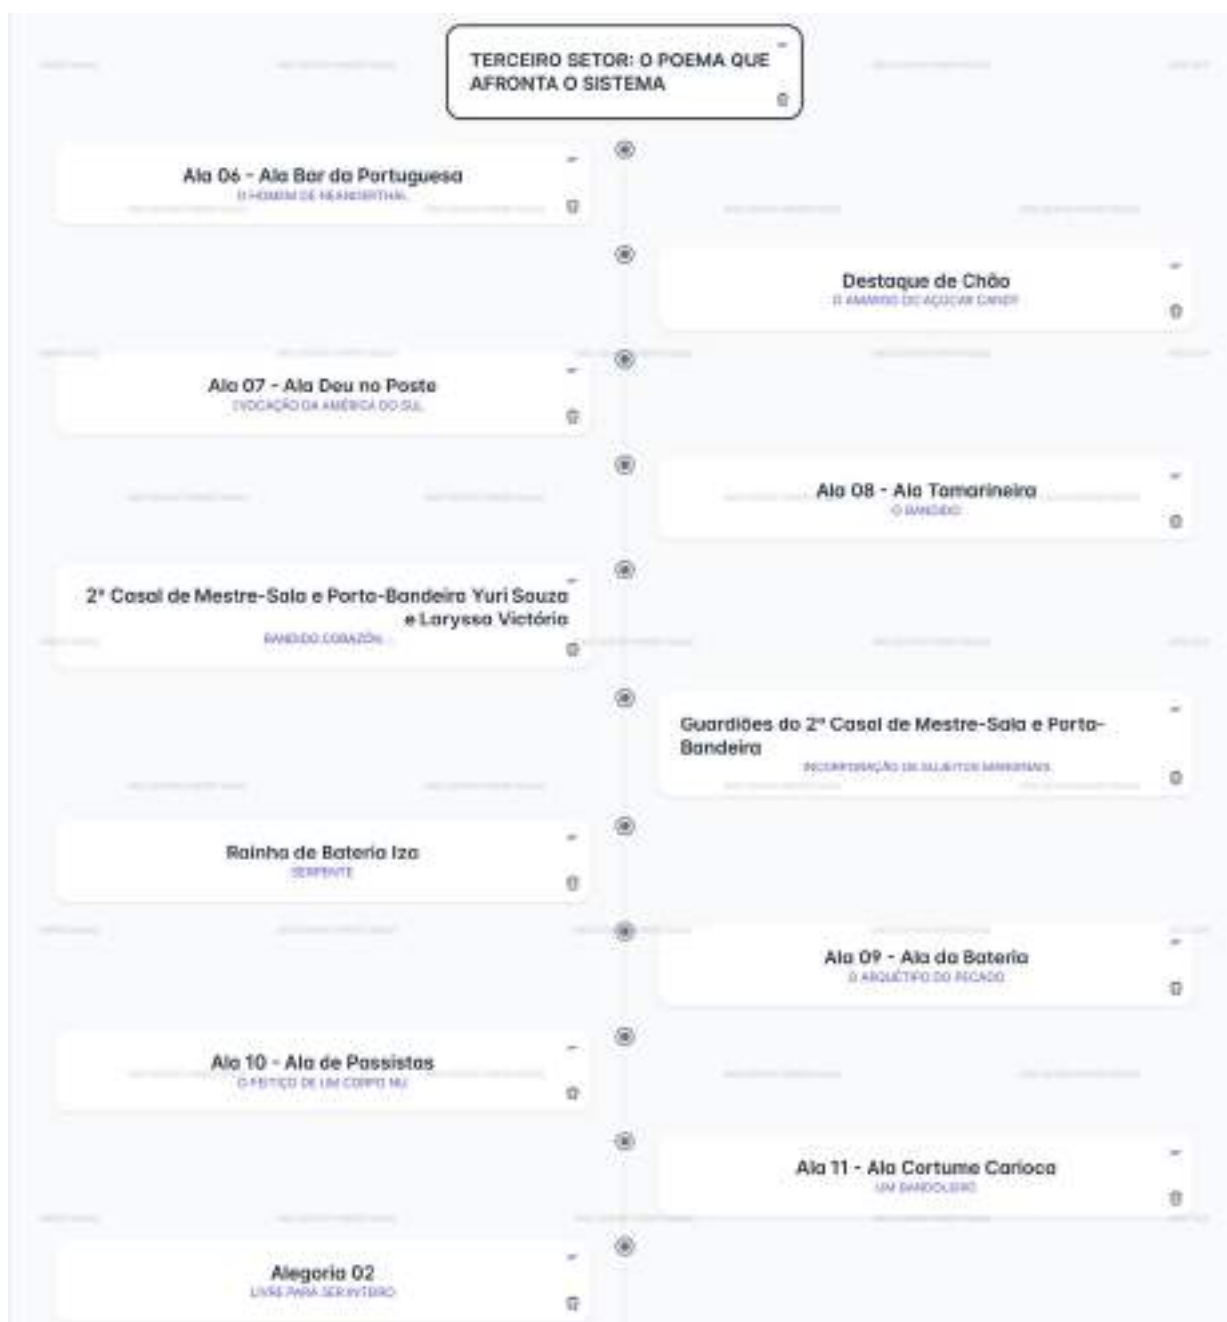 TERCEIRO SETOR: O POEMA QUE
AFRONTA O SISTEMA
Ala 06 - Ala Bar da Portuguesa
O HOMEM DE NEANDERTHAL
Destaque de Chão
O AMARGO DO AÇÚCAR CANDY
Ala 07 - Ala Deu no Poste
EVOCAÇÃO DA AMÉRICA DO SUL
Ala 08 - Ala Tamarineira
O BANDIDO
2º Casal de Mestre-Sala e Porta-Bandeira Yuri Souza
e Laryssa Victória
BANDIDO CORAZÓN
Guardiões do 2º Casal de Mestre-Sala e Porta-
Bandeira
INCORPORAÇÃO DE SUJEITOS MARGINAIS
Rainha de Bateria Iza
SERPENTE
Ala 09 - Ala da Bateria
O ARQUÉTIPO DO PECADO
Ala 10 - Ala de Passistas
O FEITIÇO DE UM CORPO NU
Ala 11 - Ala Cortume Carioca
UM BANDOLEIRO
Alegoria 02
LIVRE PARA SER INTEIRO